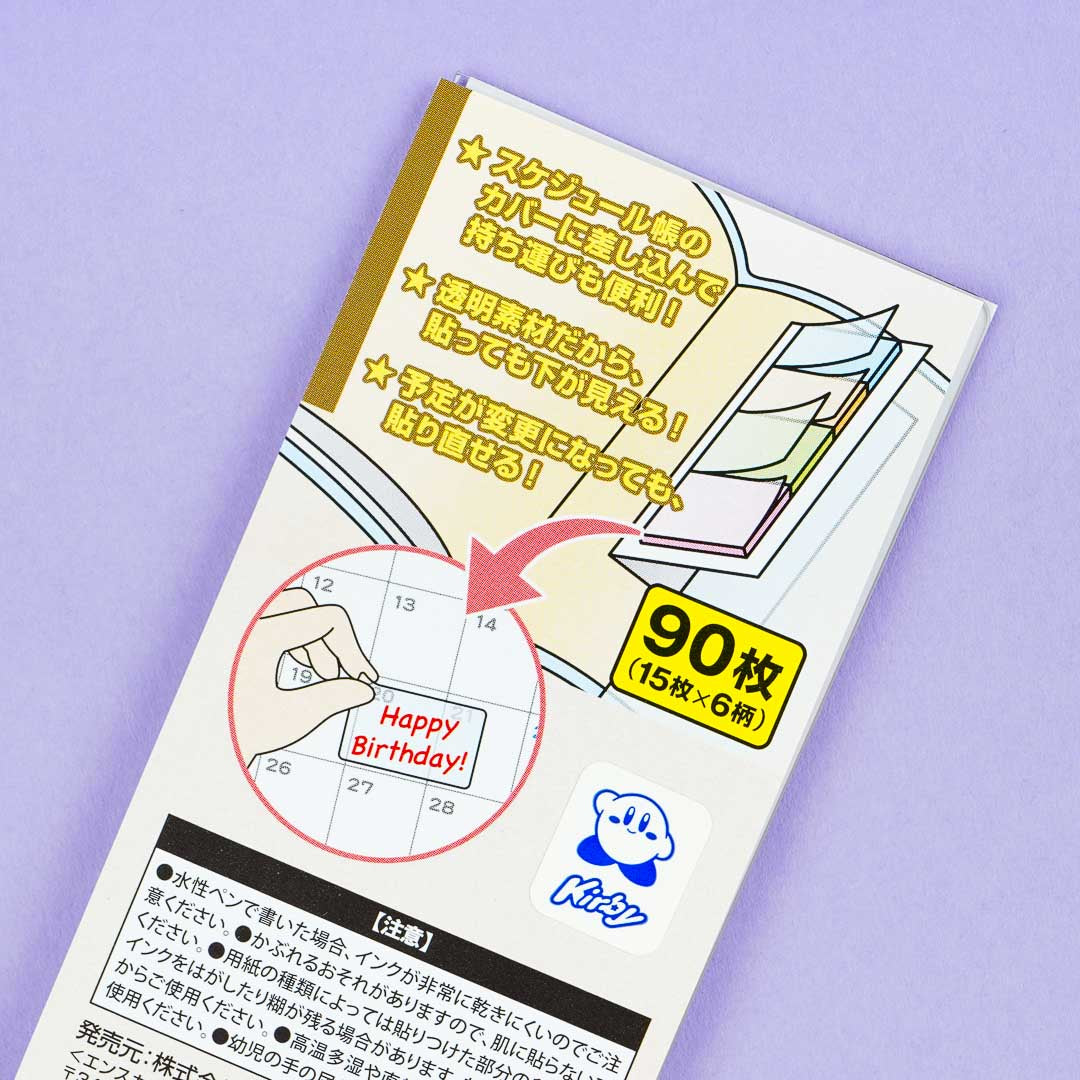 ★スケジュール帳の
カバーに差し込んで
持ち運びも便利！
★透明素材だから、
貼っても下が見える！
★予定が変更になっても、
貼り直せる！
12
13
14
19
20
21
Happy
Birthday!
26
27
28
90枚
(15枚×6柄)
Kirby
【注意】
●水性ペンで書いた場合、インクが非常に乾きにくいのでご注
意ください。●かぶれるおそれがありますので、肌に貼らない
ください。●用紙の種類によっては貼りつけた部分の
インクをはがしたり糊が残る場合があります。
からご使用ください。●高温多湿や
使用ください。●幼児の手の
発売元：株式会
＜エンス